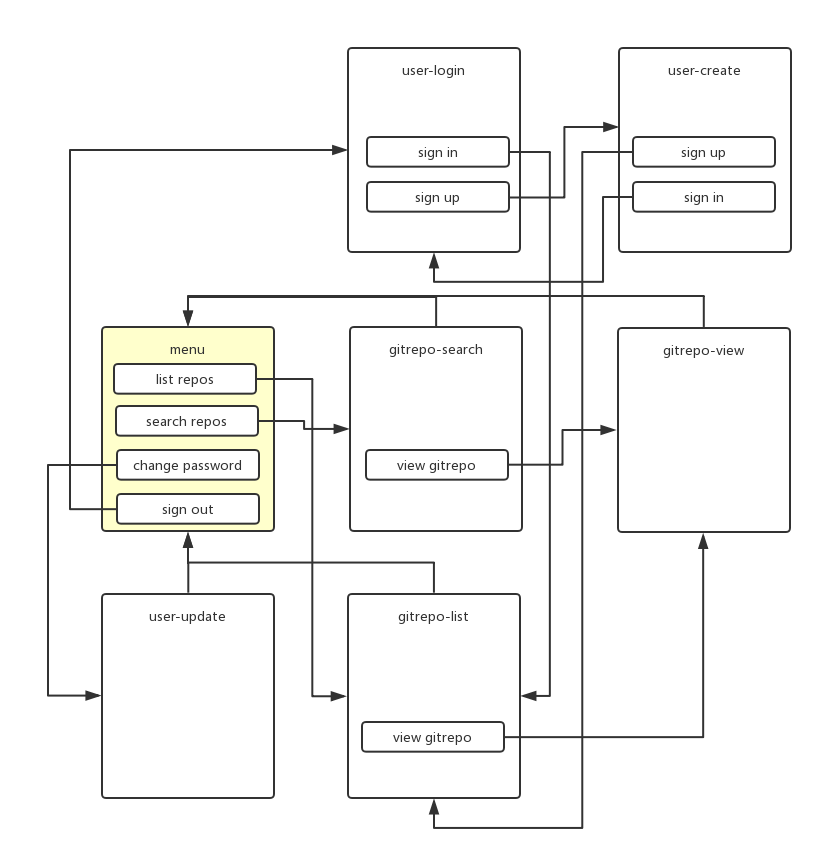 user-login
sign in
sign up
user-create
sign up
sign in
menu
list repos
search repos
change password
sign out
gitrepo-search
view gitrepo
gitrepo-view
user-update
gitrepo-list
view gitrepo